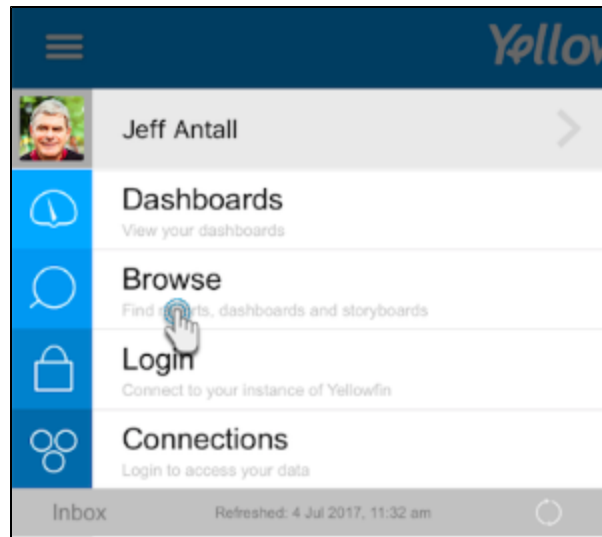 Jeff Antall
Dashboards
View your dashboards
Browse
Find reports, dashboards and storyboards
Login
Connect to your instance of Yellowfin
Connections
Login to access your data
Inbox Refreshed: 4 Jul 2017, 11:32 am